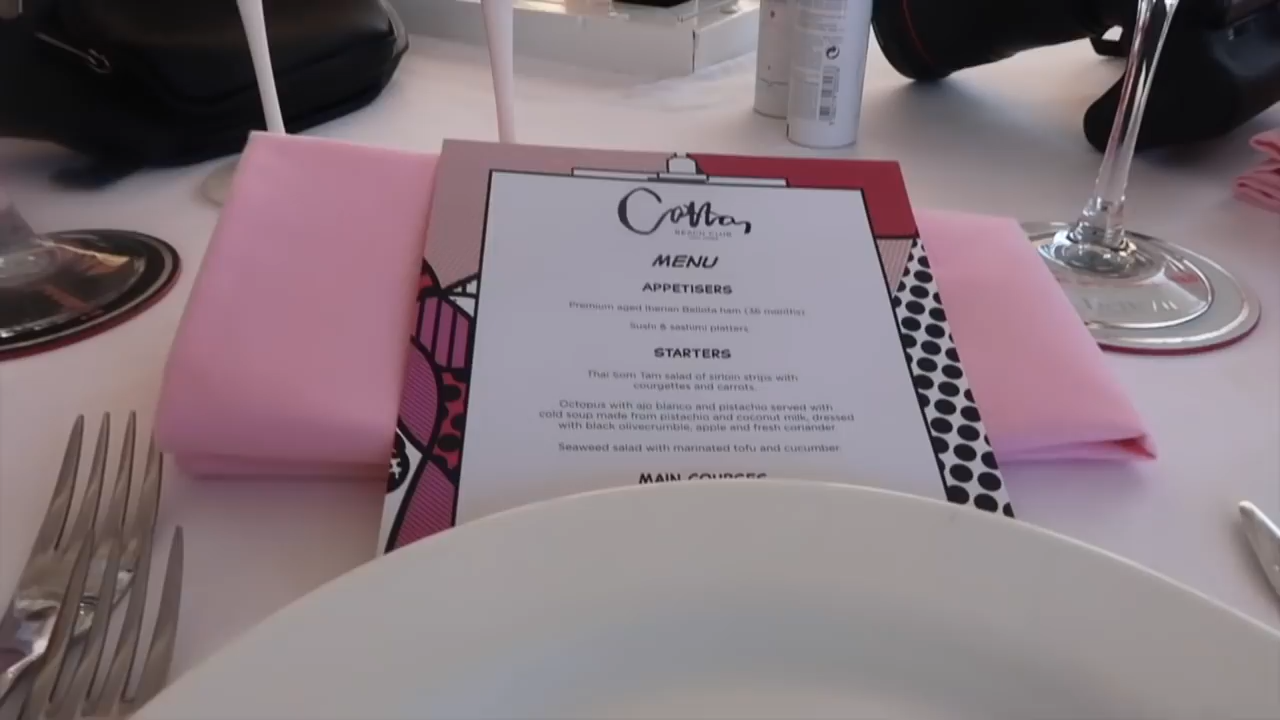 Cotton
BEACH CLUB
MENU
APPETISERS
Premium aged Iberian Bellota ham (36 months)
Sushi & sashimi platters
STARTERS
Thai Som Tam salad of sirloin strips with
courgettes and carrots.
Octopus with ajo blanco and pistachio served with
cold soup made from pistachio and coconut milk, dressed
with black olivecrumble, apple and fresh coriander
Seaweed salad with marinated tofu and cucumber.
MAIN COURSES